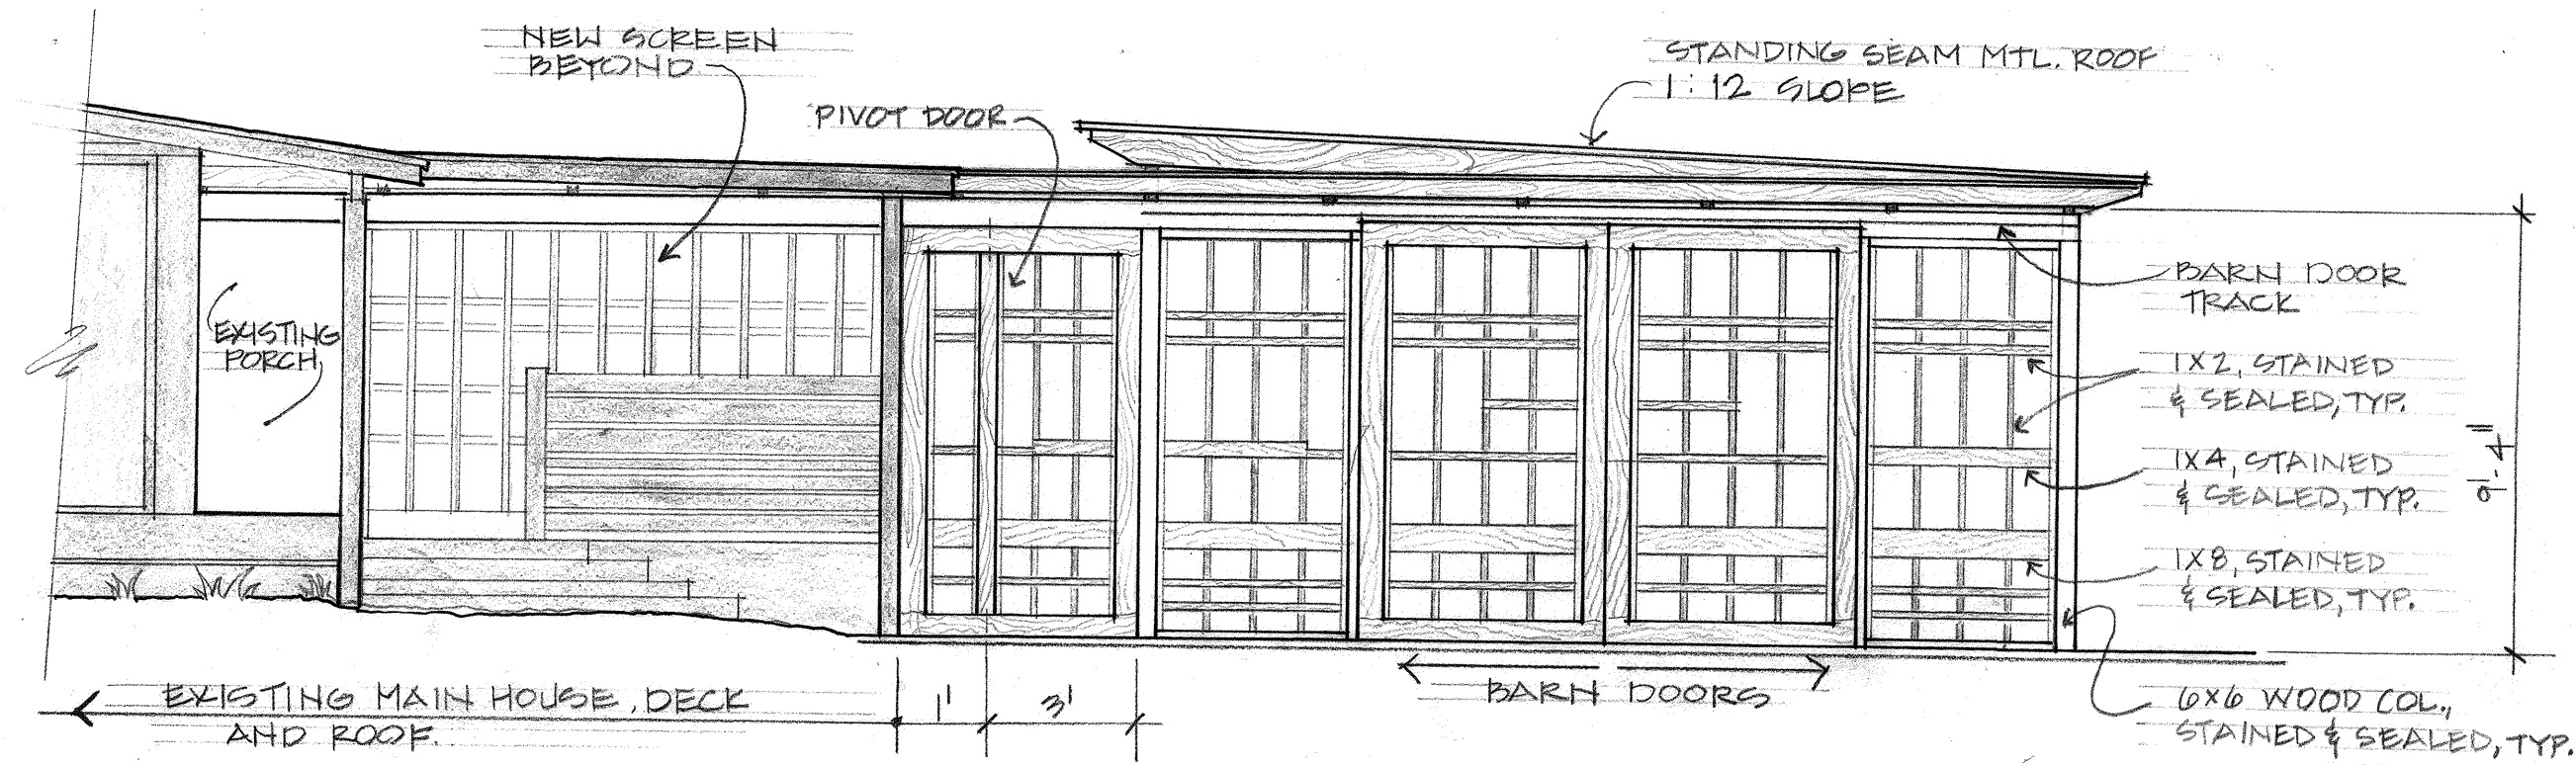 NEW SCREEN
BEYOND
PIVOT DOOR
STANDING SEAM MTL. ROOF
1:12 SLOPE
EXISTING
PORCH
BARN DOOR
TRACK
1X2, STAINED
& SEALED, TYP.
1X4, STAINED
& SEALED, TYP.
1X8, STAINED
& SEALED, TYP.
9'-4"
6X6 WOOD COL.,
STAINED & SEALED, TYP.
EXISTING MAIN HOUSE, DECK
AND ROOF.
1'
3'
BARN DOORS